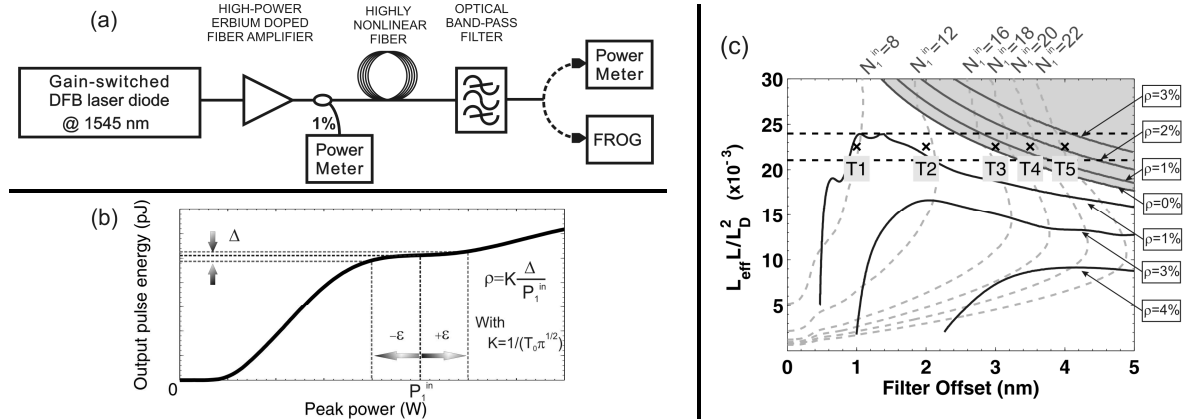 (a)
HIGH-POWER
ERBIUM DOPED
FIBER AMPLIFIER
HIGHLY
NONLINEAR
FIBER
OPTICAL
BAND-PASS
FILTER
Gain-switched
DFB laser diode
@ 1545 nm
1%
Power
Meter
Power
Meter
FROG
(b)
Output pulse energy (pJ)
Δ
ρ=K Δ/P₁ⁱⁿ
With
K=1/(T₀π^{1/2})
-ε
+ε
0
P₁ⁱⁿ
Peak power (W)
(c)
N₁ⁱⁿ=8
N₁ⁱⁿ=12
N₁ⁱⁿ=16
N₁ⁱⁿ=18
N₁ⁱⁿ=20
N₁ⁱⁿ=22
L_eff L/L_D² (x10⁻³)
30
25
20
15
10
5
T1
T2
T3
T4
T5
ρ=3%
ρ=2%
ρ=1%
ρ=0%
ρ=1%
ρ=3%
ρ=4%
0
1
2
3
4
5
Filter Offset (nm)